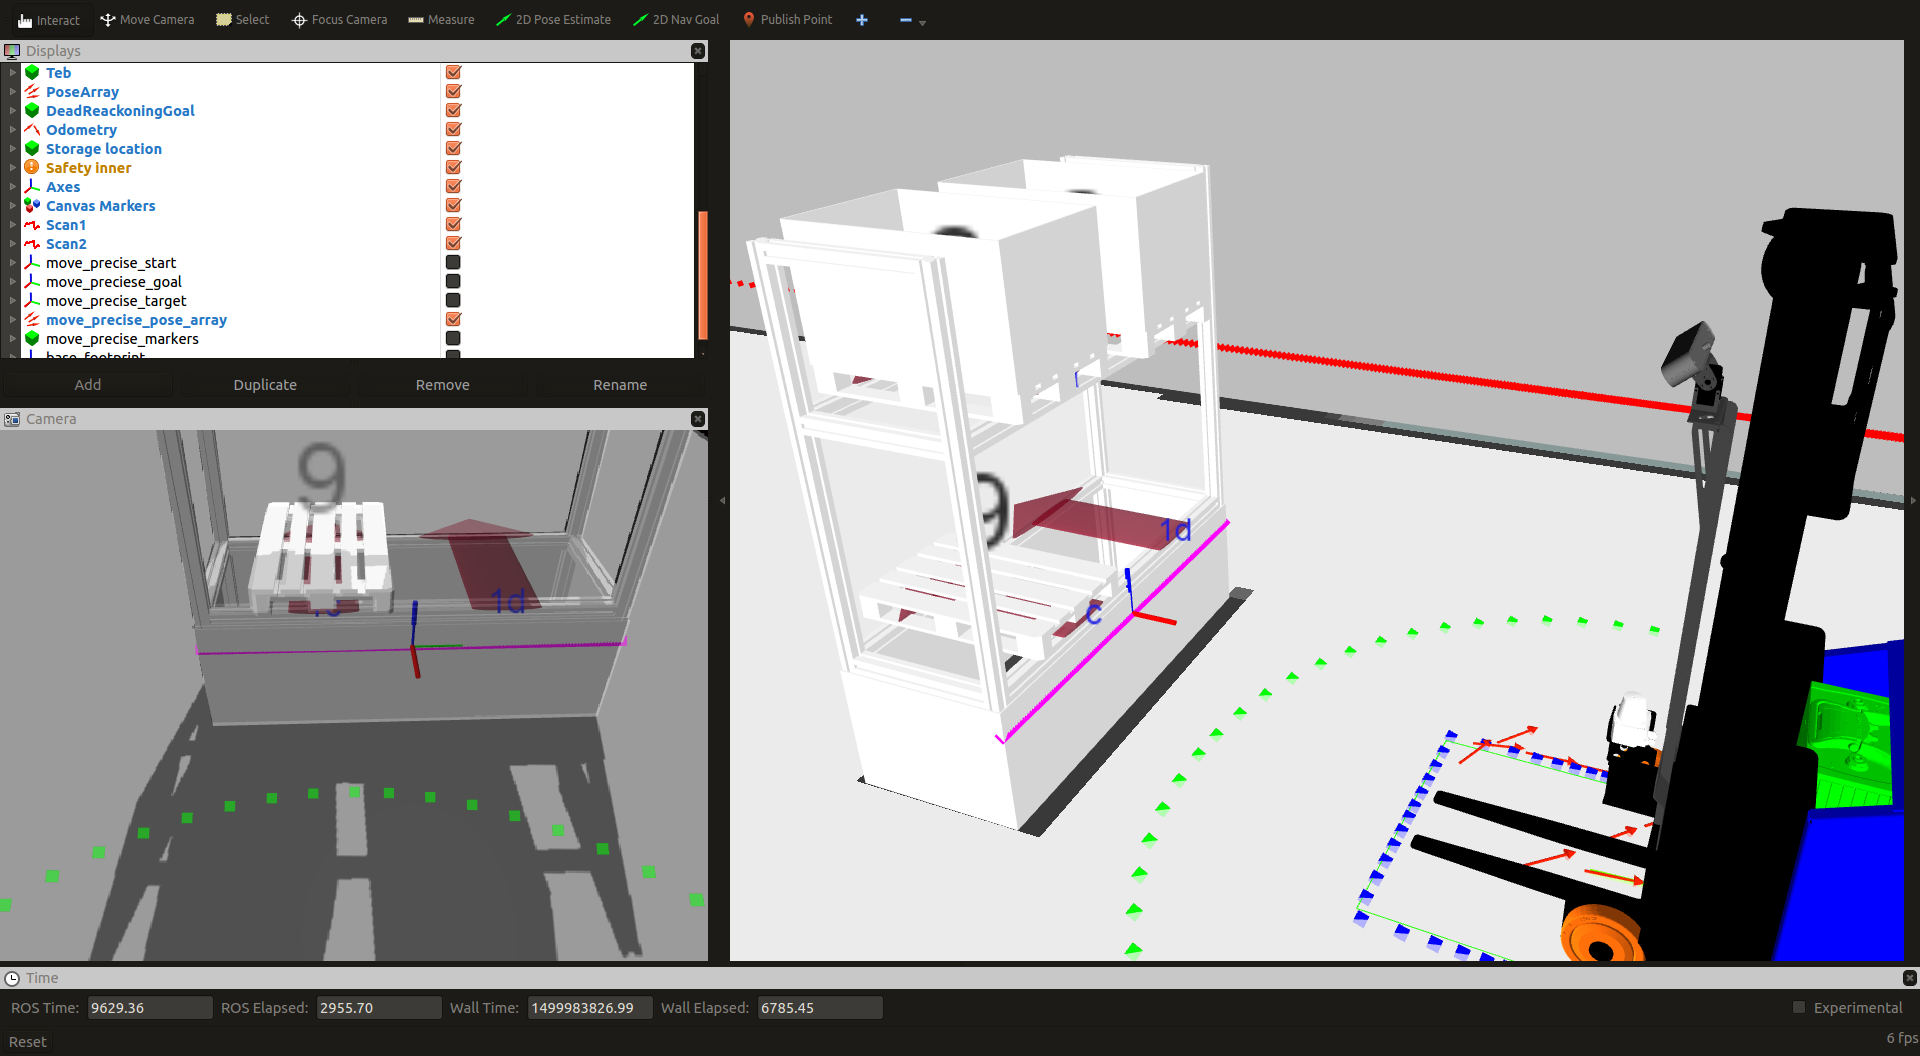 Interact
Move Camera
Select
Focus Camera
Measure
2D Pose Estimate
2D Nav Goal
Publish Point
Displays
Teb
PoseArray
DeadReackoningGoal
Odometry
Storage location
Safety inner
Axes
Canvas Markers
Scan1
Scan2
move_precise_start
move_preciese_goal
move_precise_target
move_precise_pose_array
move_precise_markers
base_footprint
Add
Duplicate
Remove
Rename
Camera
9
1d
9
1d
c
Time
ROS Time: 9629.36
ROS Elapsed: 2955.70
Wall Time: 1499983826.99
Wall Elapsed: 6785.45
Experimental
Reset
6 fps